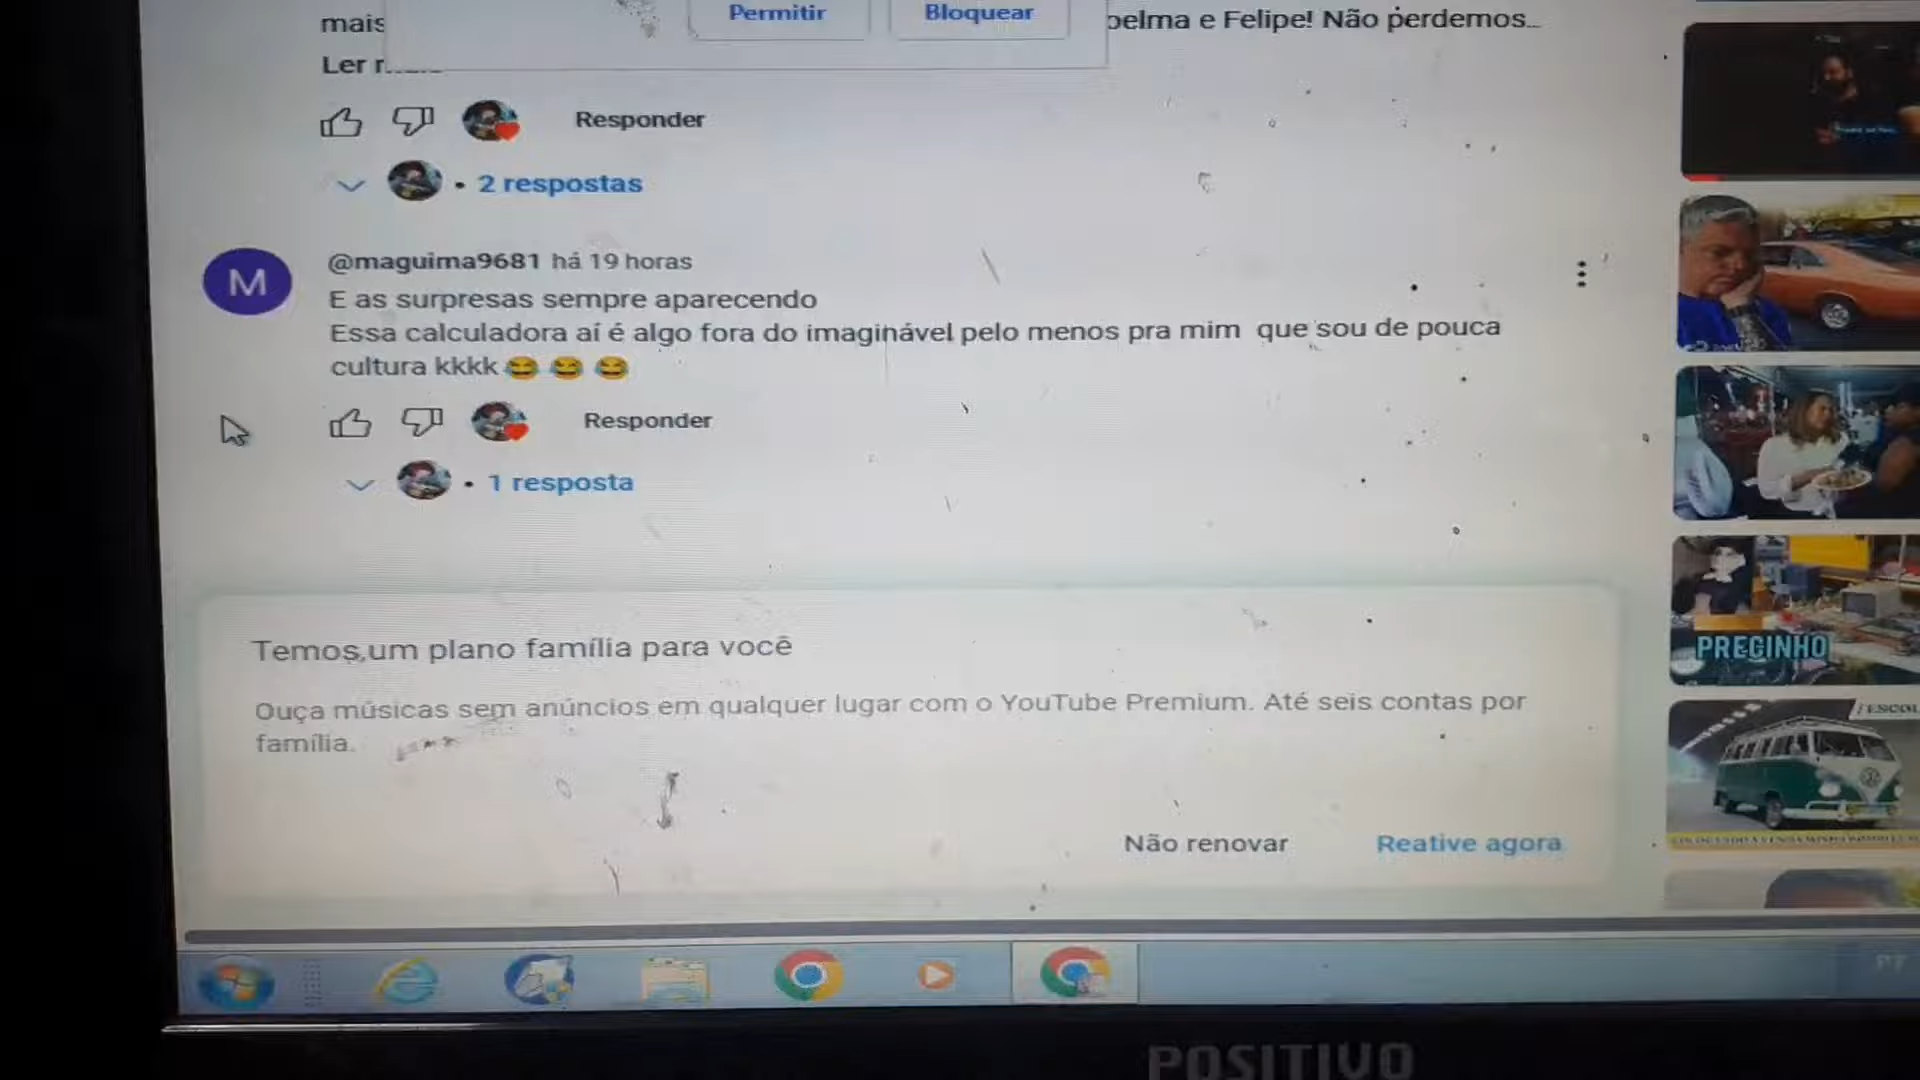 Permitir
Bloquear
mais
pelma e Felipe! Não perdemos...
Ler
Responder
2 respostas
@maguima9681 há 19 horas
E as surpresas sempre aparecendo
Essa calculadora aí é algo fora do imaginável pelo menos pra mim que sou de pouca
cultura kkkk 😂 😂 😂
M
Responder
1 resposta
Temos um plano família para você
Ouça músicas sem anúncios em qualquer lugar com o YouTube Premium. Até seis contas por
família.
Não renovar
Reative agora
PREGINHO
PT
POSITIVO